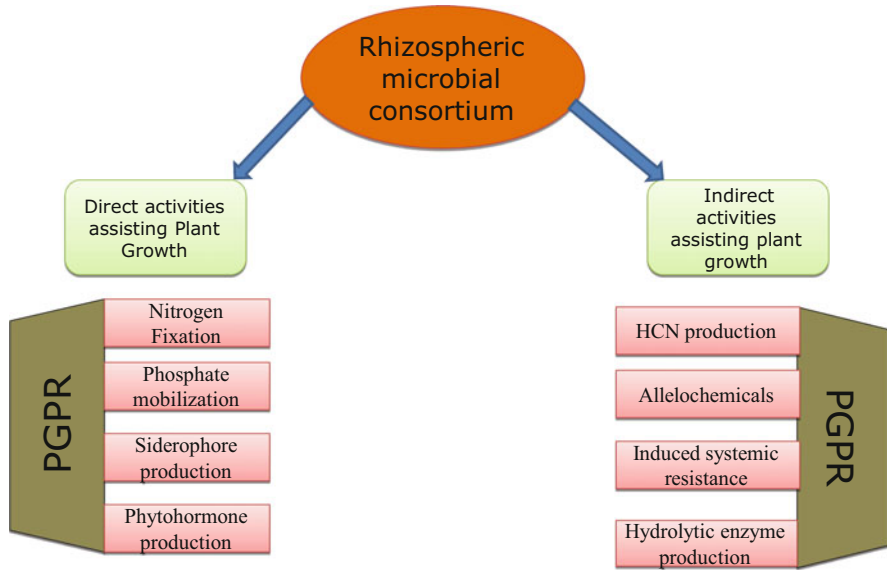 Rhizospheric
microbial
consortium
Direct activities
assisting Plant
Growth
Indirect
activities
assisting plant
growth
PGPR
Nitrogen
Fixation
Phosphate
mobilization
Siderophore
production
Phytohormone
production
HCN production
Allelochemicals
Induced systemic
resistance
Hydrolytic enzyme
production
PGPR